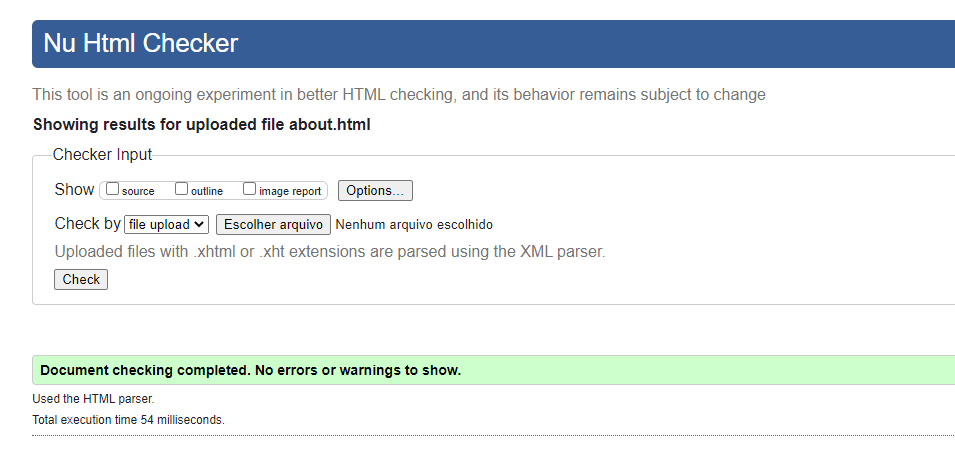 Nu Html Checker
This tool is an ongoing experiment in better HTML checking, and its behavior remains subject to change
Showing results for uploaded file about.html
Checker Input
Show source outline image report Options...
Check by file upload Escolher arquivo Nenhum arquivo escolhido
Uploaded files with .xhtml or .xht extensions are parsed using the XML parser.
Check
Document checking completed. No errors or warnings to show.
Used the HTML parser.
Total execution time 54 milliseconds.